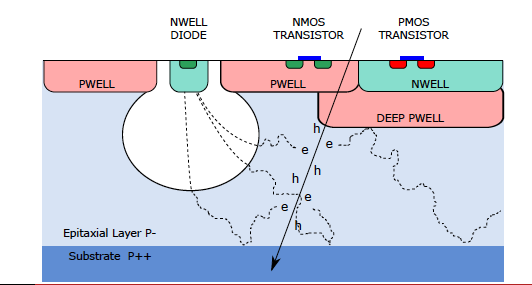 NWELL
DIODE
NMOS
TRANSISTOR
PMOS
TRANSISTOR
PWELL
PWELL
NWELL
DEEP PWELL
h
e
e
h
h
e
e
h
Epitaxial Layer P-
Substrate P++